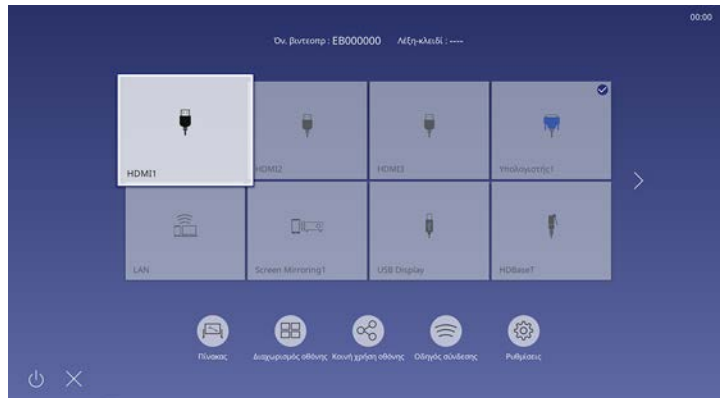 00:00
Όν. βιντεοπρ : EB000000 Λέξη-κλειδί : ----
HDMI1 HDMI2 HDMI3 Υπολογιστής1
LAN Screen Mirroring1 USB Display HDBaseT
Πίνακας Διαχωρισμός οθόνης Κοινή χρήση οθόνης Οδηγός σύνδεσης Ρυθμίσεις